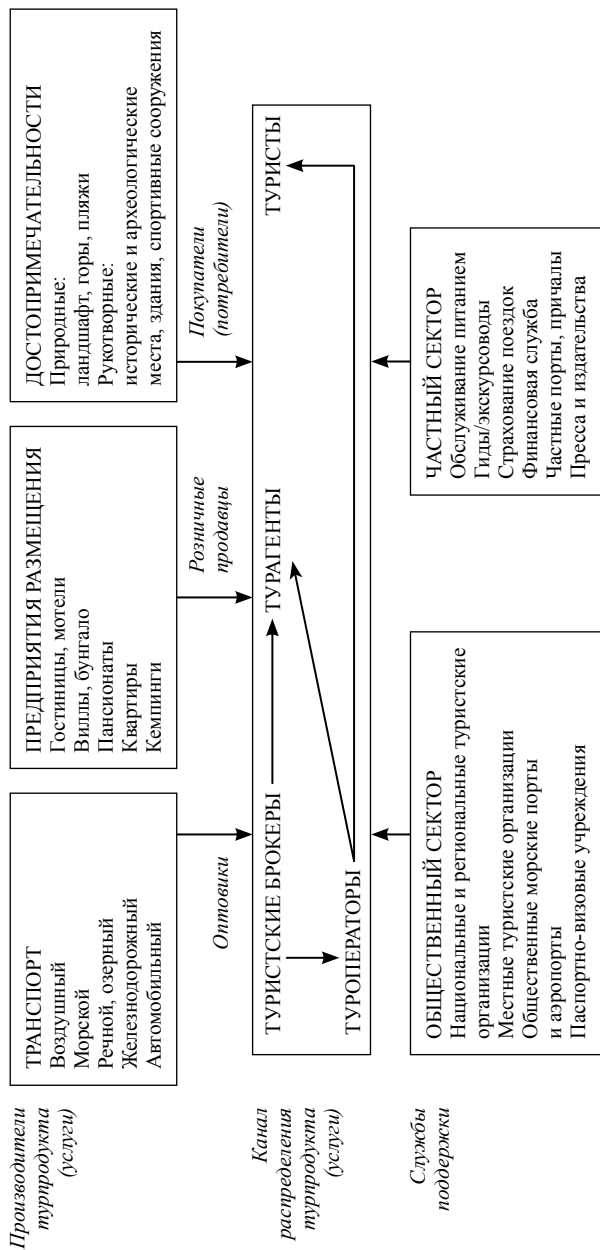 Производители
турпродукта
(услуги)
ТРАНСПОРТ
Воздушный
Морской
Речной, озерный
Железнодорожный
Автомобильный
ПРЕДПРИЯТИЯ РАЗМЕЩЕНИЯ
Гостиницы, мотели
Виллы, бунгало
Пансионаты
Квартиры
Кемпинги
ДОСТОПРИМЕЧАТЕЛЬНОСТИ
Природные:
ландшафт, горы, пляжи
Рукотворные:
исторические и археологические
места, здания, спортивные сооружения
Оптовики
Розничные
продавцы
Покупатели
(потребители)
Канал
распределения
турпродукта
(услуги)
ТУРИСТСКИЕ БРОКЕРЫ
ТУРАГЕНТЫ
ТУРИСТЫ
ТУРОПЕРАТОРЫ
Службы
поддержки
ОБЩЕСТВЕННЫЙ СЕКТОР
Национальные и региональные туристские
организации
Местные туристские организации
Общественные морские порты
и аэропорты
Паспортно-визовые учреждения
ЧАСТНЫЙ СЕКТОР
Обслуживание питанием
Гиды/экскурсоводы
Страхование поездок
Финансовая служба
Частные порты, причалы
Пресса и издательства